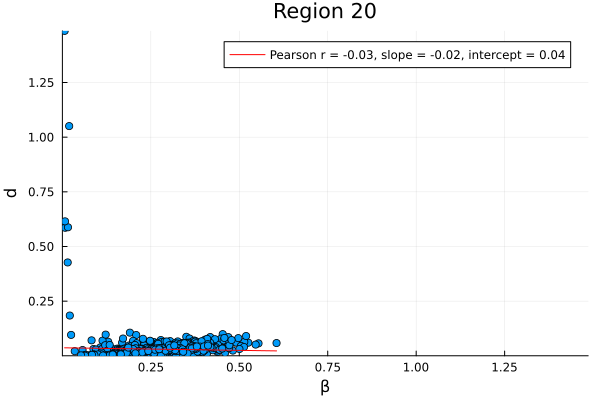 Region 20
Pearson r = -0.03, slope = -0.02, intercept = 0.04
d
1.25
1.00
0.75
0.50
0.25
0.25
0.50
0.75
1.00
1.25
β